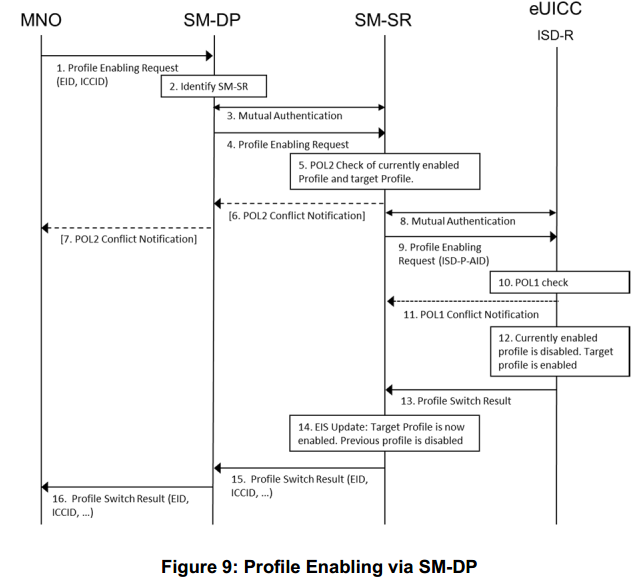 MNO
SM-DP
SM-SR
eUICC
ISD-R
1. Profile Enabling Request
(EID, ICCID)
2. Identify SM-SR
3. Mutual Authentication
4. Profile Enabling Request
5. POL2 Check of currently enabled
Profile and target Profile.
[6. POL2 Conflict Notification]
[7. POL2 Conflict Notification]
8. Mutual Authentication
9. Profile Enabling
Request (ISD-P-AID)
10. POL1 check
11. POL1 Conflict Notification
12. Currently enabled
profile is disabled. Target
profile is enabled
13. Profile Switch Result
14. EIS Update: Target Profile is now
enabled. Previous profile is disabled
15. Profile Switch Result (EID,
ICCID, ...)
16. Profile Switch Result (EID,
ICCID, ...)
Figure 9: Profile Enabling via SM-DP